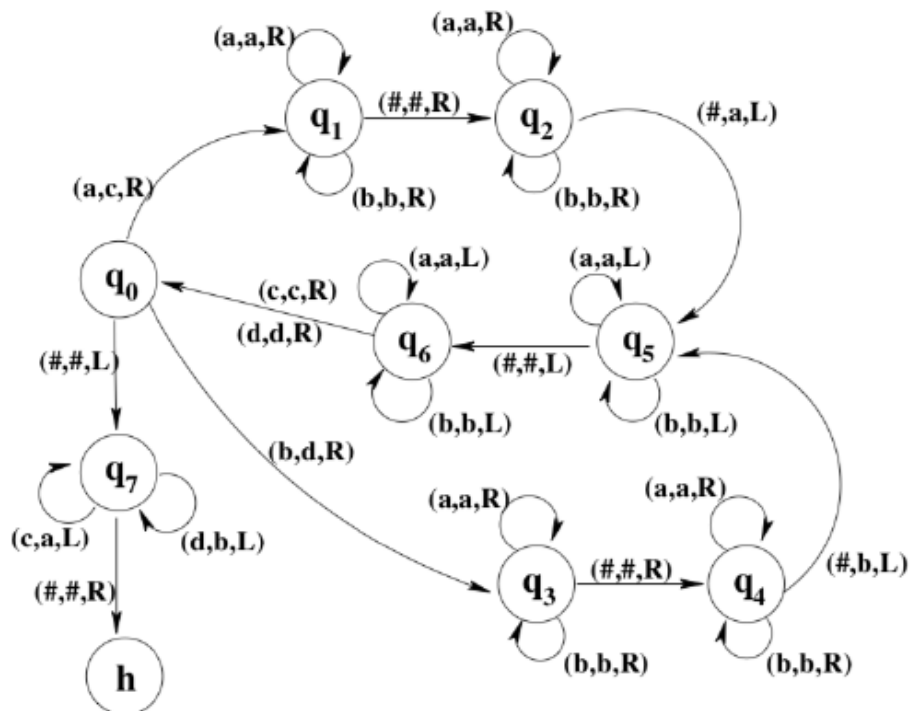 (a,a,R)
(a,a,R)
q1
(#,#,R)
q2
(#,a,L)
(a,c,R)
(b,b,R)
(b,b,R)
q0
(a,a,L)
(a,a,L)
(c,c,R)
(d,d,R)
q6
q5
(#,#,L)
(#,#,L)
(b,b,L)
(b,b,L)
(b,d,R)
q7
(a,a,R)
(a,a,R)
(c,a,L)
(d,b,L)
q3
(#,#,R)
q4
(#,b,L)
(#,#,R)
(b,b,R)
(b,b,R)
h